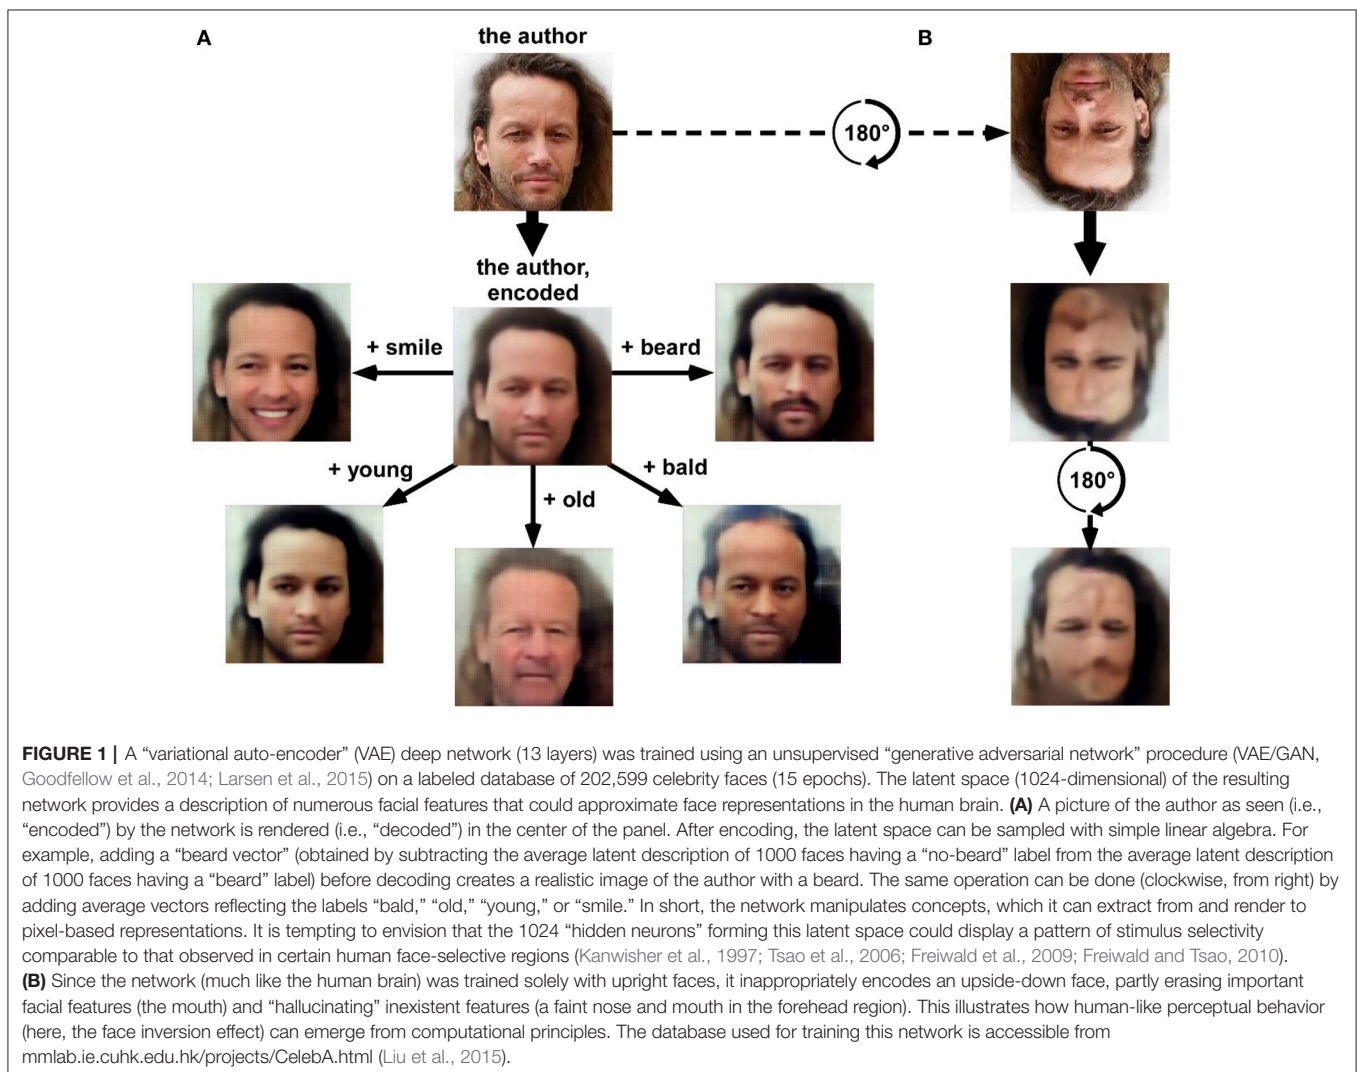 A
the author
B
180°
the author,
encoded
+ smile
+ beard
+ young
+ bald
+ old
180°
FIGURE 1 | A “variational auto-encoder” (VAE) deep network (13 layers) was trained using an unsupervised “generative adversarial network” procedure (VAE/GAN,
Goodfellow et al., 2014; Larsen et al., 2015) on a labeled database of 202,599 celebrity faces (15 epochs). The latent space (1024-dimensional) of the resulting
network provides a description of numerous facial features that could approximate face representations in the human brain. (A) A picture of the author as seen (i.e.,
“encoded”) by the network is rendered (i.e., “decoded”) in the center of the panel. After encoding, the latent space can be sampled with simple linear algebra. For
example, adding a “beard vector” (obtained by subtracting the average latent description of 1000 faces having a “no-beard” label from the average latent description
of 1000 faces having a “beard” label) before decoding creates a realistic image of the author with a beard. The same operation can be done (clockwise, from right) by
adding average vectors reflecting the labels “bald,” “old,” “young,” or “smile.” In short, the network manipulates concepts, which it can extract from and render to
pixel-based representations. It is tempting to envision that the 1024 “hidden neurons” forming this latent space could display a pattern of stimulus selectivity
comparable to that observed in certain human face-selective regions (Kanwisher et al., 1997; Tsao et al., 2006; Freiwald et al., 2009; Freiwald and Tsao, 2010).
(B) Since the network (much like the human brain) was trained solely with upright faces, it inappropriately encodes an upside-down face, partly erasing important
facial features (the mouth) and “hallucinating” inexistent features (a faint nose and mouth in the forehead region). This illustrates how human-like perceptual behavior
(here, the face inversion effect) can emerge from computational principles. The database used for training this network is accessible from
mmlab.ie.cuhk.edu.hk/projects/CelebA.html (Liu et al., 2015).